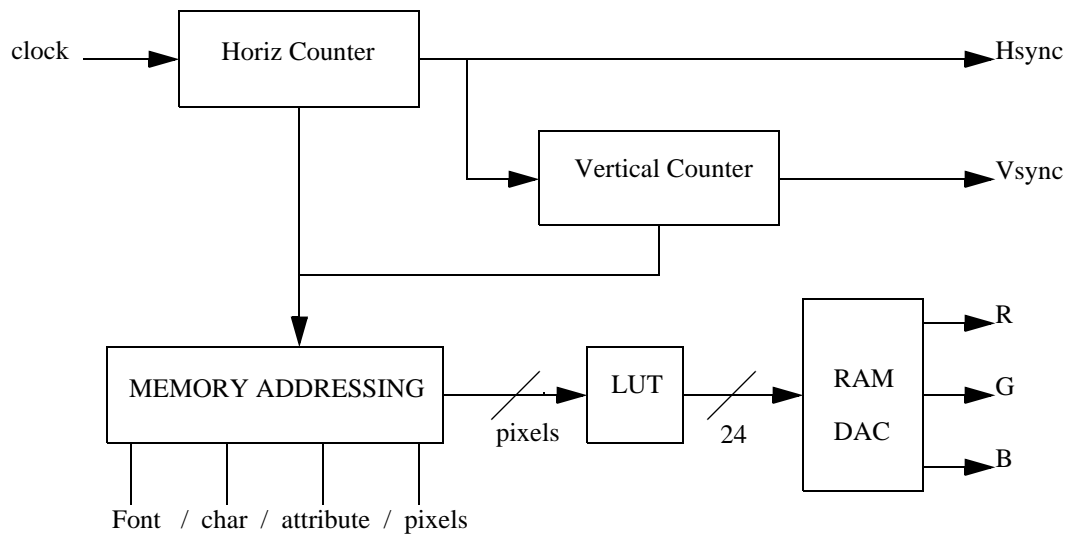 clock
Horiz Counter
Hsync
Vertical Counter
Vsync
MEMORY ADDRESSING
pixels
LUT
24
RAM
DAC
R
G
B
Font / char / attribute / pixels